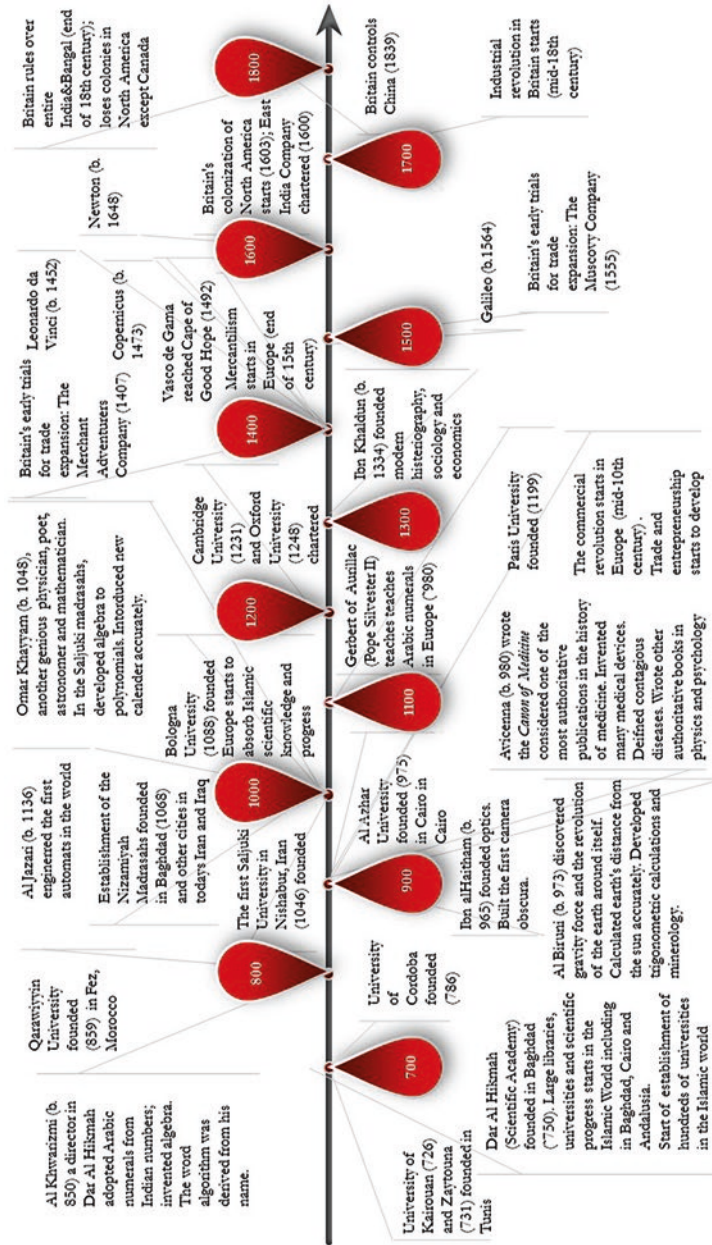 Al Khwarizmi (b.
850) a director in
Dar Al Hikmah
adopted Arabic
numerals from
Indian numbers;
invented algebra.
The word
algorithm was
derived from his
name.
Qarawiyyin
University
founded
(859) in Fez,
Morocco
Al Jazari (b. 1136)
enginerred the first
automats in the world
Establishment of the
Nizamiyah
Madrasahs founded
in Baghdad (1068)
and other cities in
todays Iran and Iraq
The first Saljuki
University in
Nishabur, Iran
(1046) founded
Omar Khayyam (b. 1048),
another genious physician, poet,
astronomer and mathematician.
In the Saljuki madrasahs,
developed algebra to
polynomials. Intorduced new
calender accurately.
Bologna
University
(1088) founded
Europe starts to
absorb Islamic
scientific
knowledge and
progress
Cambridge
University
(1231) and Oxford
University
(1248)
chartered
Britain's early trials
for trade
expansion: The
Merchant
Adventurers
Company (1407)
Leonardo da
Vinci (b. 1452)
Copernicus (b.
1473)
Vasco de Gama
reached Cape of
Good Hope (1492)
Mercantilism
starts in
Europe (end
of 15th
century)
Newton (b.
1648)
Britain's
colonization of
North America
starts (1603); East
India Company
chartered (1600)
Britain rules over
entire
India&Bangal (end
of 18th century);
loses colonies in
North America
except Canada
700
800
900
1000
1100
1200
1300
1400
1500
1600
1700
1800
University of
Kairouan (726)
and Zaytouna
(731) founded in
Tunis
Dar Al Hikmah
(Scientific Academy)
founded in Baghdad
(~750). Large libraries,
universities and scientific
progress starts in the
Islamic World including
in Baghdad, Cairo and
Andalusia.
Start of establishment of
hundreds of universities
in the Islamic world
University
of
Cordoba
founded
(786)
Ibn alHaitham (b.
965) founded optics.
Built the first camera
obscura.
Al Biruni (b. 973) discovered
gravity force and the revolution
of the earth around itself.
Calculated earth's distance from
the sun accurately. Developed
trigonometric calculations and
minerology.
Al Azhar
University
founded (975)
in Cairo in
Cairo
Avicenna (b. 980) wrote
the Canon of Medicine
considered one of the
most authoritative
publications in the history
of medicine. Invented
many medical devices.
Deifned contagious
diseases. Wrote other
authoritative books in
physics and psychology
Gerbert of Aurillac
(Pope Silvester II)
teaches teaches
Arabic numerals
in Europe (~980)
Ibn Khaldun (b.
1334) founded
modern
histeriography,
sociology and
economics
Paris University
founded (1199)
The commercial
revolution starts in
Europe (mid-10th
century) .
Trade and
entrepreneurship
starts to develop
Galileo (b.1564)
Britain's early trials
for trade
expansion: The
Muscovy Company
(1555)
Britain controls
China (1839)
Industrial
revolution in
Britain starts
(mid-18th
century)